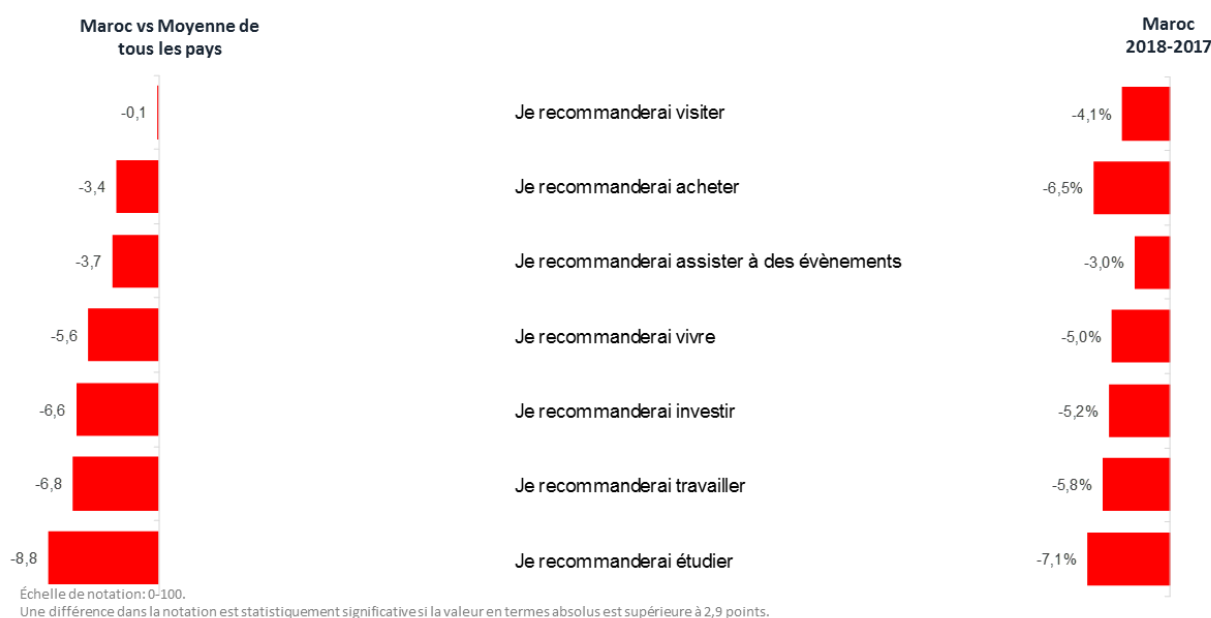 Maroc vs Moyenne de
tous les pays
Maroc
2018-2017
-0,1
Je recommanderai visiter
-4,1%
-3,4
Je recommanderai acheter
-6,5%
-3,7
Je recommanderai assister à des évènements
-3,0%
-5,6
Je recommanderai vivre
-5,0%
-6,6
Je recommanderai investir
-5,2%
-6,8
Je recommanderai travailler
-5,8%
-8,8
Je recommanderai étudier
-7,1%
Échelle de notation: 0-100.
Une différence dans la notation est statistiquement significative si la valeur en termes absolus est supérieure à 2,9 points.